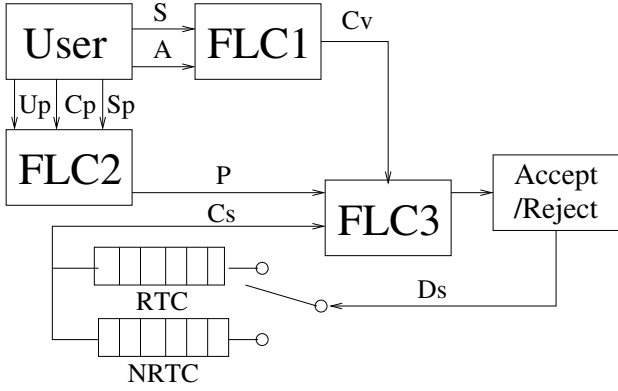 S
User
A
FLC1
Cv
Up
Cp
Sp
FLC2
P
Cs
FLC3
Accept
/Reject
RTC
Ds
NRTC